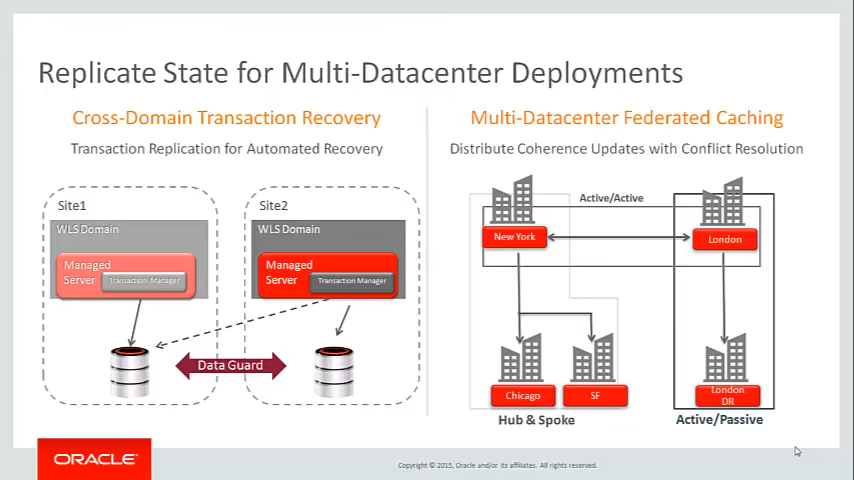 Replicate State for Multi-Datacenter Deployments
Cross-Domain Transaction Recovery
Transaction Replication for Automated Recovery
Site1
WLS Domain
Managed
Server
Transaction Manager
Site2
WLS Domain
Managed
Server
Transaction Manager
Data Guard
Multi-Datacenter Federated Caching
Distribute Coherence Updates with Conflict Resolution
Active/Active
New York
London
Chicago
SF
London
DR
Hub & Spoke
Active/Passive
ORACLE
Copyright © 2015, Oracle and/or its affiliates. All rights reserved.